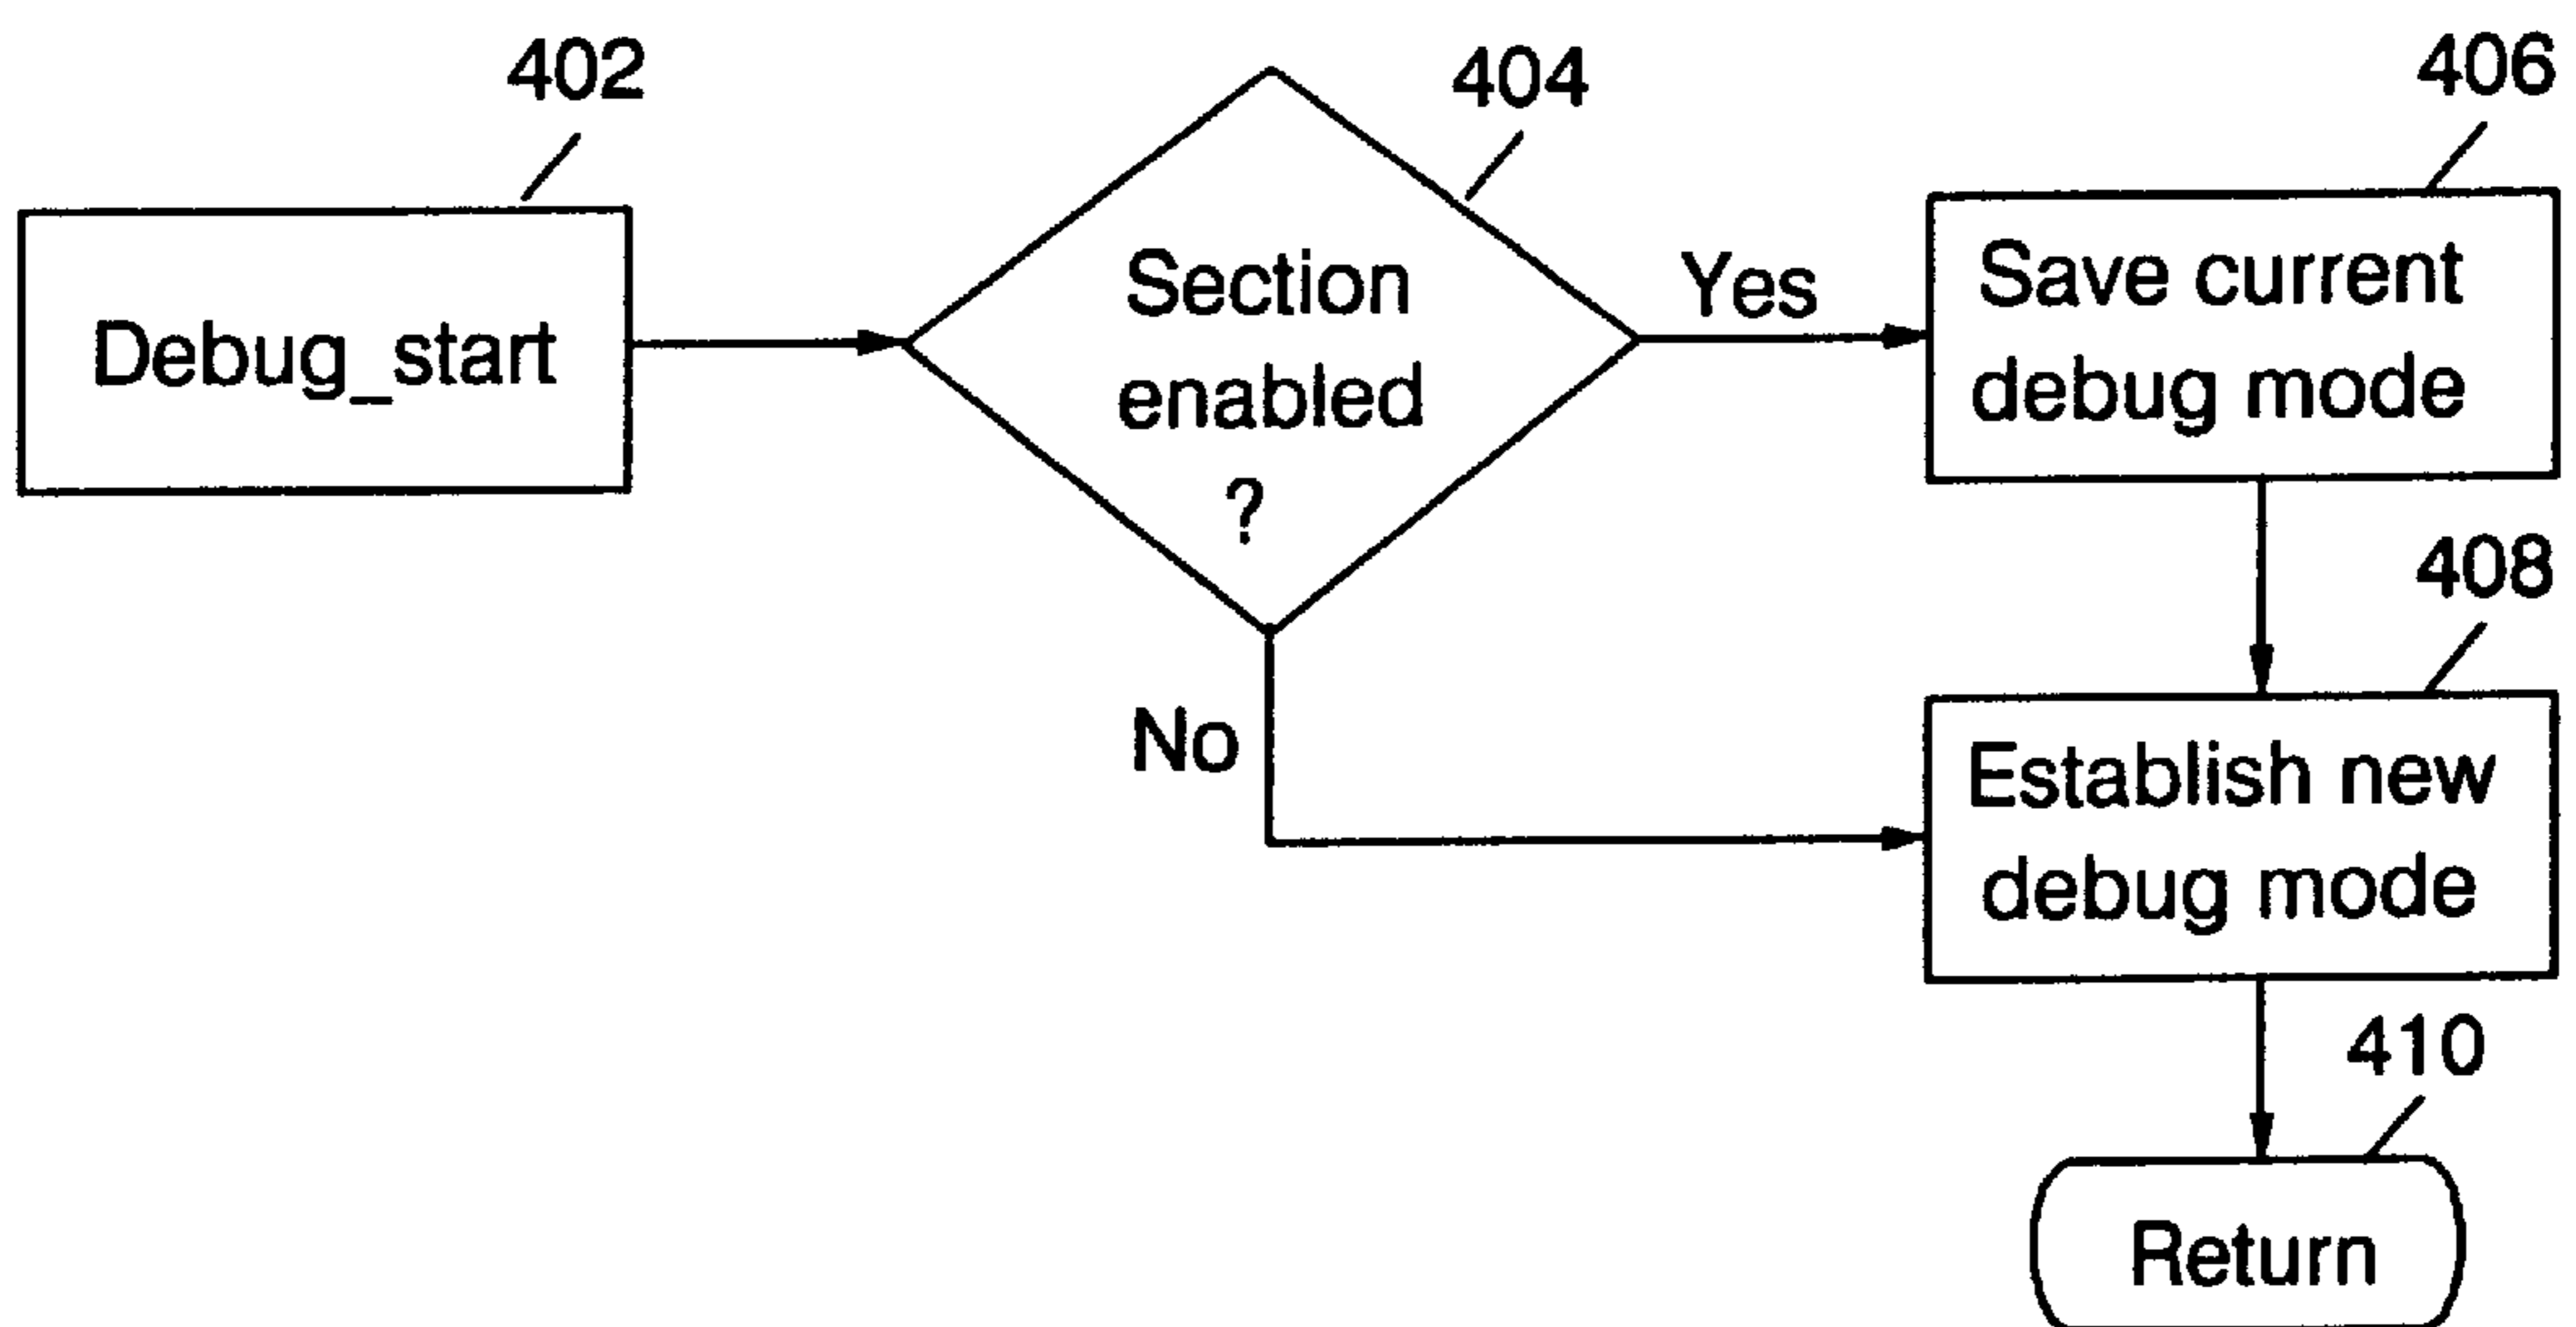 402
404
406
Debug_start
Section
enabled
?
Yes
Save current
debug mode
408
No
Establish new
debug mode
410
Return